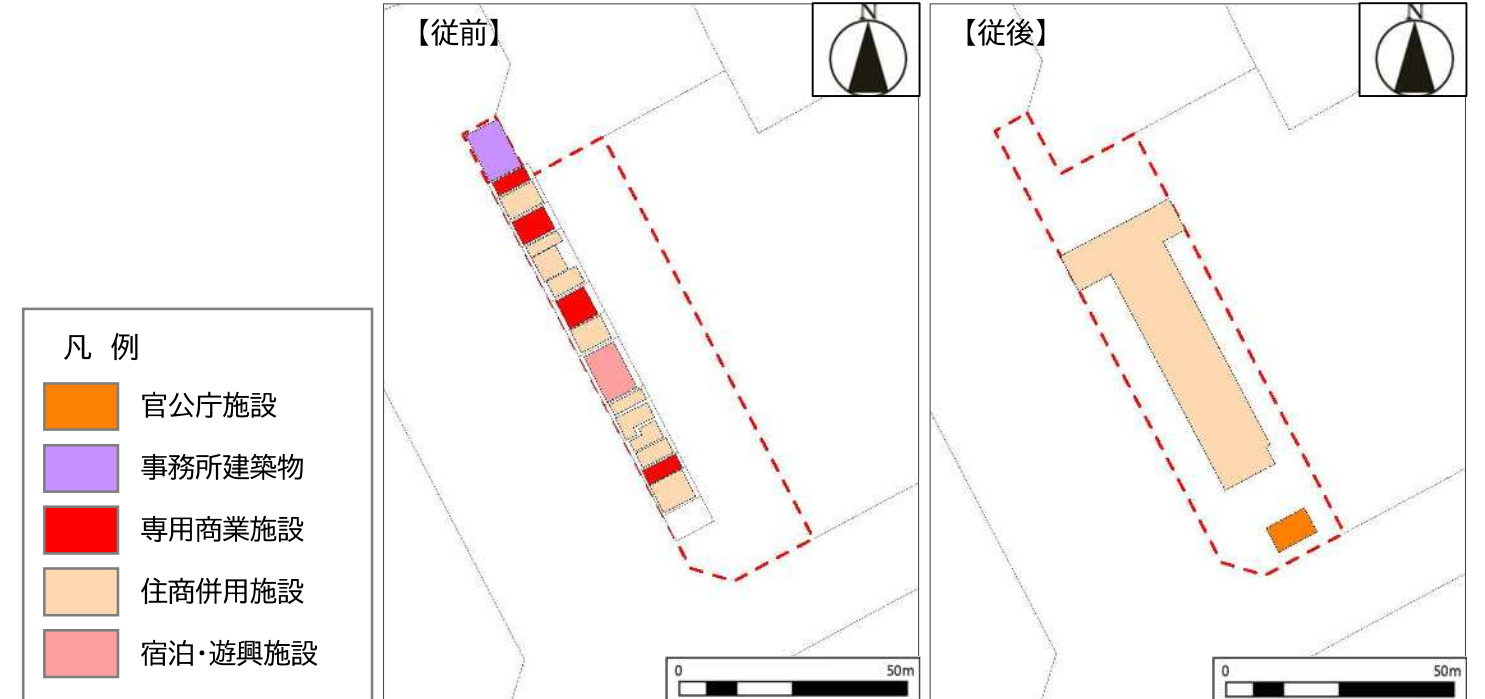 【従前】
N
【従後】
N
凡 例
官公庁施設
事務所建築物
専用商業施設
住商併用施設
宿泊・遊興施設
0 50m
0 50m